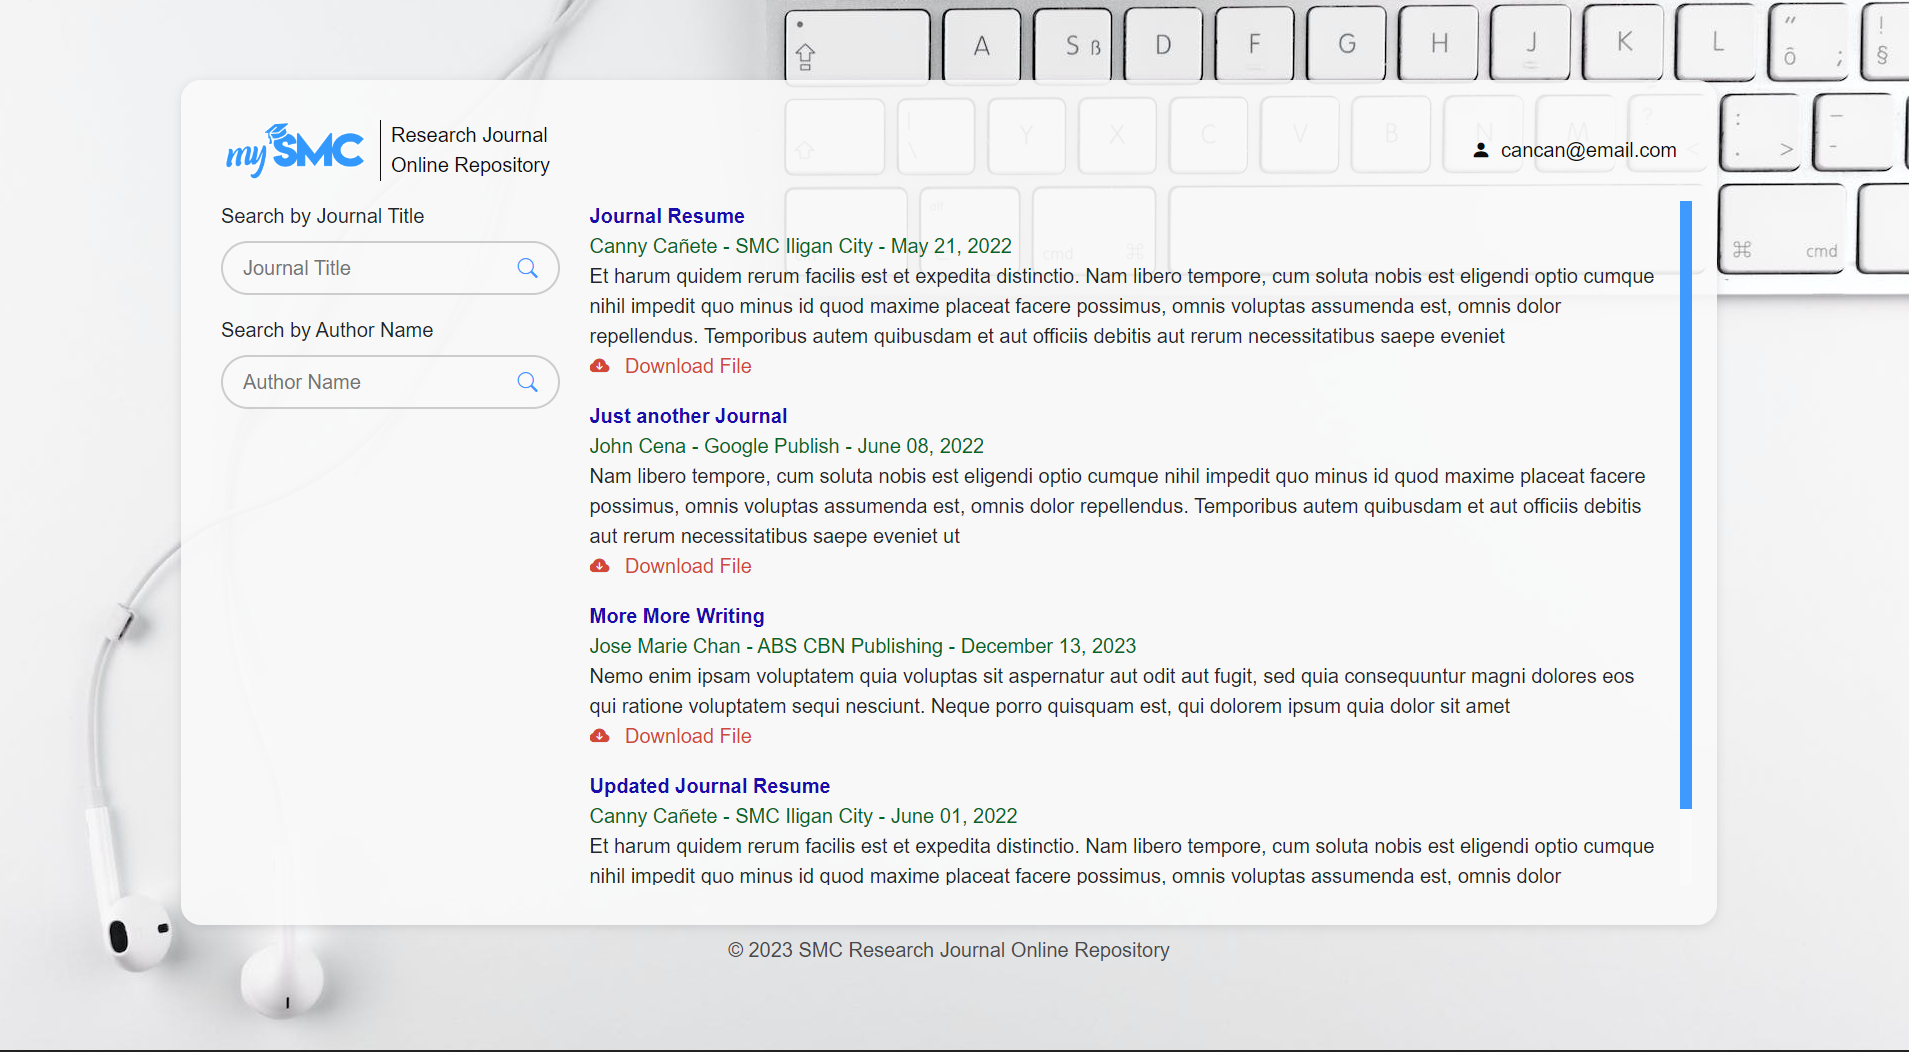 A S ß D F G H J K L “ õ ; ! §
Y X C V B N M ? : . > < - -
mySMC
Research Journal
Online Repository
cancan@email.com
alt cmd ⌘ ⌘ cmd
Search by Journal Title
Journal Title
Search by Author Name
Author Name
Journal Resume
Canny Cañete - SMC Iligan City - May 21, 2022
Et harum quidem rerum facilis est et expedita distinctio. Nam libero tempore, cum soluta nobis est eligendi optio cumque
nihil impedit quo minus id quod maxime placeat facere possimus, omnis voluptas assumenda est, omnis dolor
repellendus. Temporibus autem quibusdam et aut officiis debitis aut rerum necessitatibus saepe eveniet
Download File
Just another Journal
John Cena - Google Publish - June 08, 2022
Nam libero tempore, cum soluta nobis est eligendi optio cumque nihil impedit quo minus id quod maxime placeat facere
possimus, omnis voluptas assumenda est, omnis dolor repellendus. Temporibus autem quibusdam et aut officiis debitis
aut rerum necessitatibus saepe eveniet ut
Download File
More More Writing
Jose Marie Chan - ABS CBN Publishing - December 13, 2023
Nemo enim ipsam voluptatem quia voluptas sit aspernatur aut odit aut fugit, sed quia consequuntur magni dolores eos
qui ratione voluptatem sequi nesciunt. Neque porro quisquam est, qui dolorem ipsum quia dolor sit amet
Download File
Updated Journal Resume
Canny Cañete - SMC Iligan City - June 01, 2022
Et harum quidem rerum facilis est et expedita distinctio. Nam libero tempore, cum soluta nobis est eligendi optio cumque
nihil impedit quo minus id quod maxime placeat facere possimus, omnis voluptas assumenda est, omnis dolor
© 2023 SMC Research Journal Online Repository